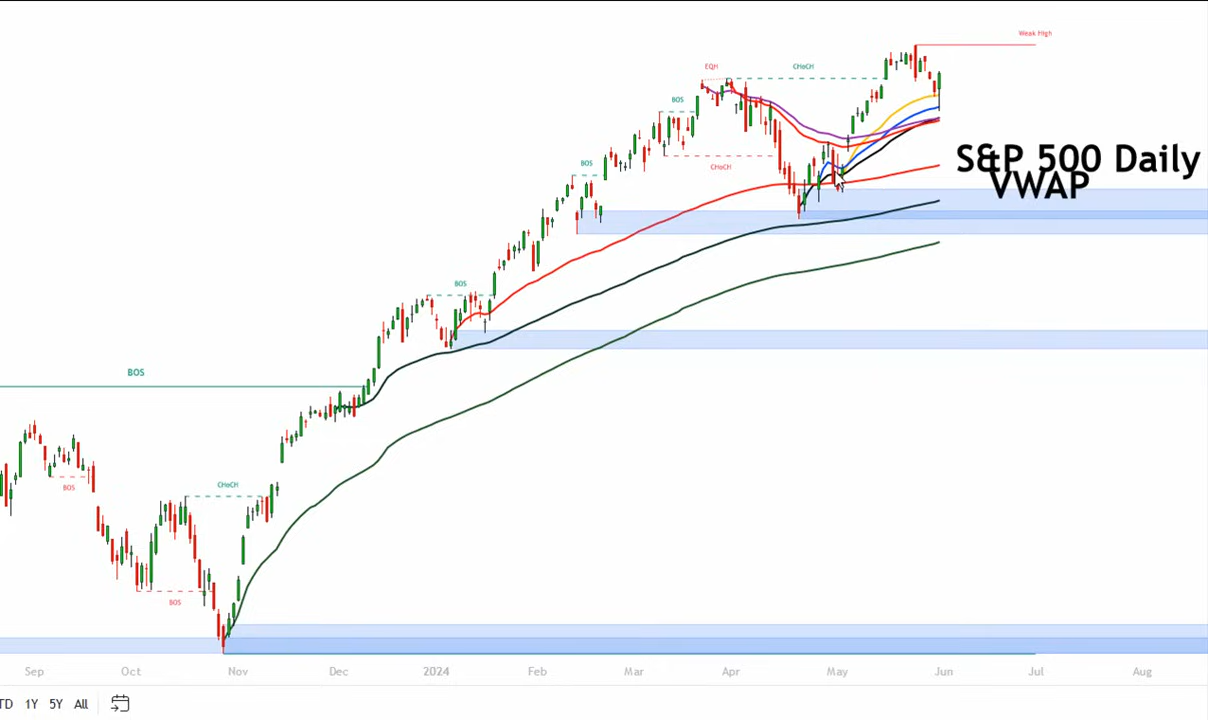 Weak High
EQH
CHoCH
BOS
CHoCH
BOS
S&P 500 Daily
VWAP
BOS
BOS
BOS
CHoCH
BOS
Sep Oct Nov Dec 2024 Feb Mar Apr May Jun Jul Aug
TD 1Y 5Y All